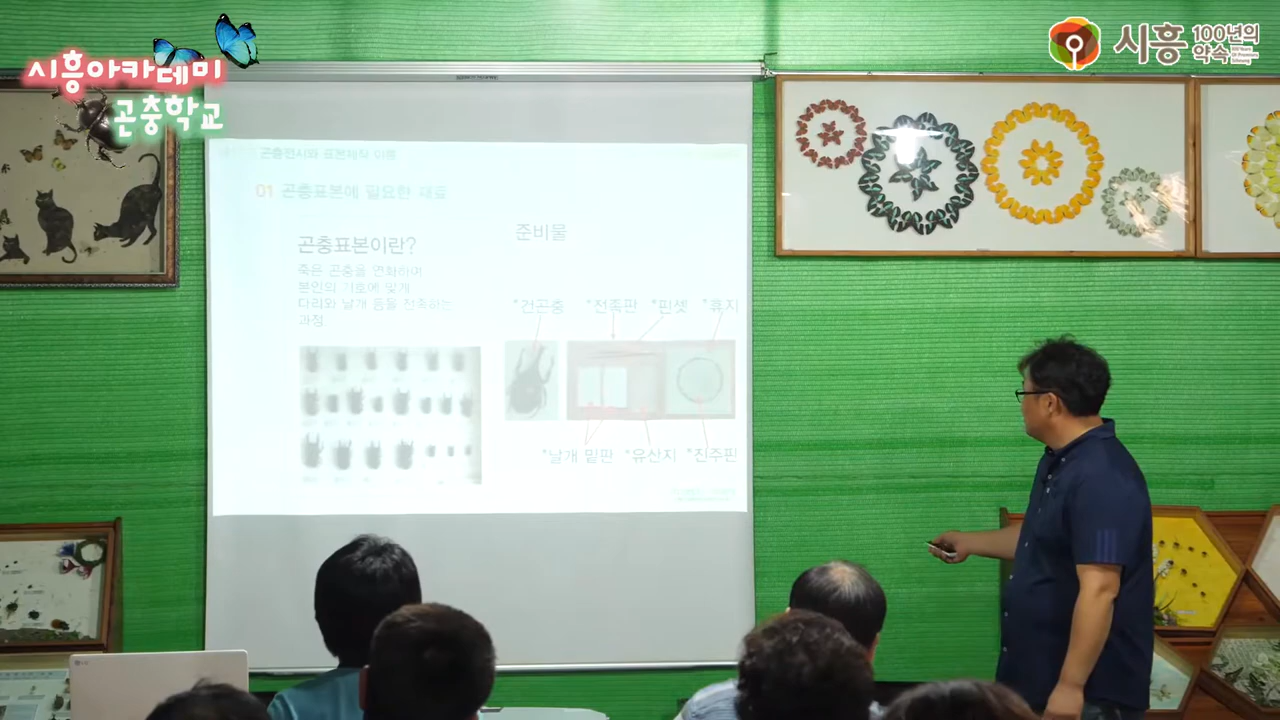 시흥아카데미
곤충학교
시흥 100년의
약속
곤충전시와 표본제작 이론
01 곤충표본에 필요한 재료
준비물
곤충표본이란?
죽은 곤충을 연화하며
본인의 기호에 맞게
다리와 날개 등을 전족하는
과정.
*건곤충 *전족판 *핀셋 *휴지
*날개 밑판 *유산지 *진주핀